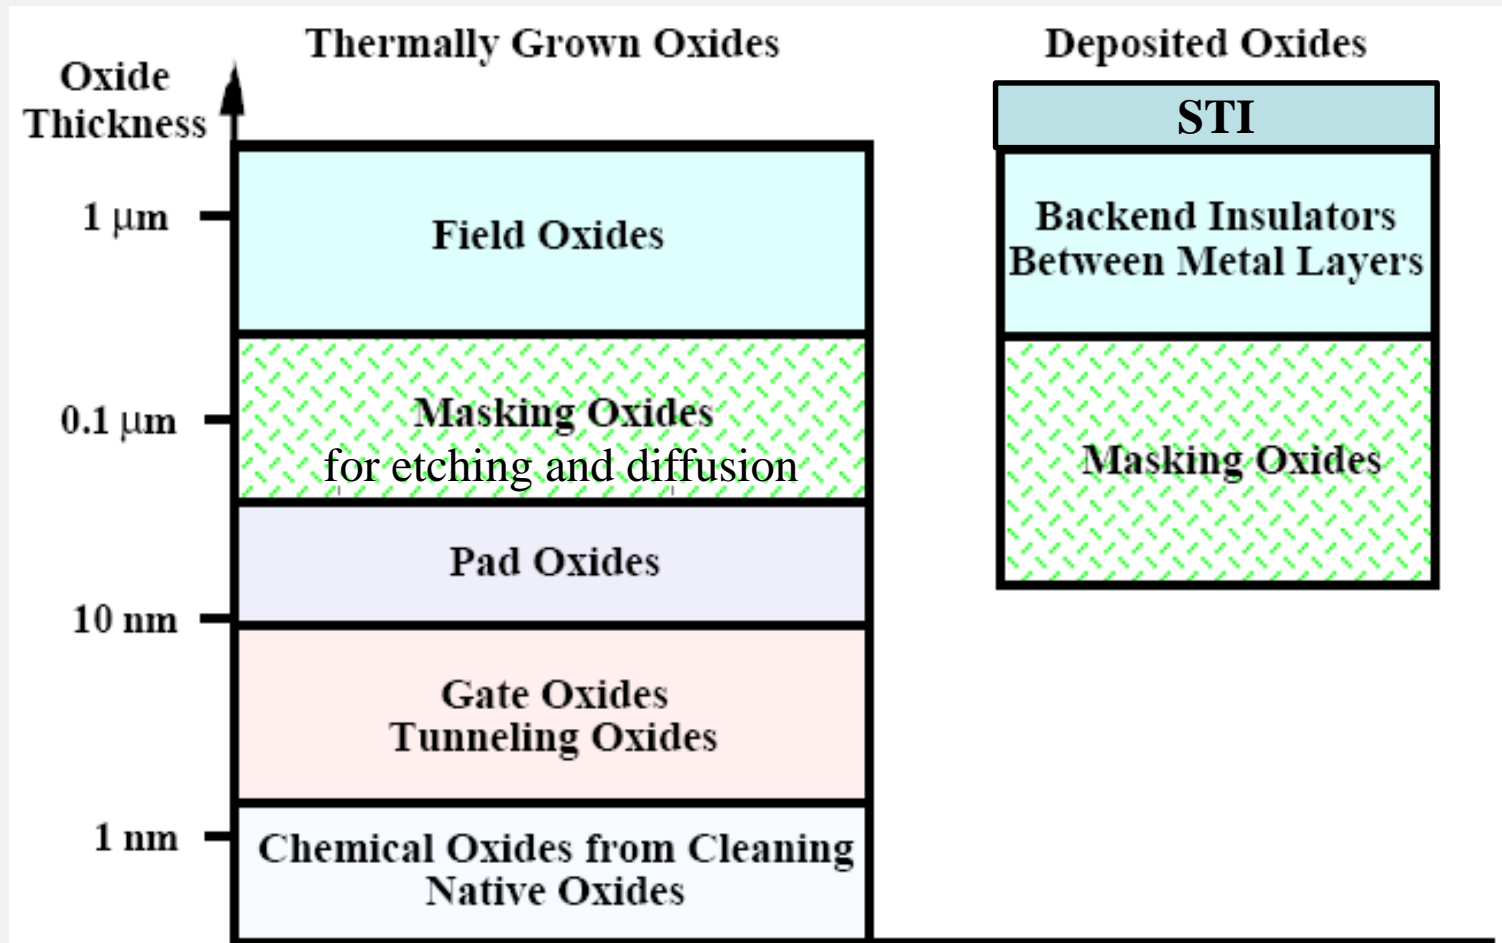 Thermally Grown Oxides
Deposited Oxides
Oxide
Thickness
STI
1 μm
Field Oxides
Backend Insulators
Between Metal Layers
0.1 μm
Masking Oxides
for etching and diffusion
Masking Oxides
Pad Oxides
10 nm
Gate Oxides
Tunneling Oxides
1 nm
Chemical Oxides from Cleaning
Native Oxides